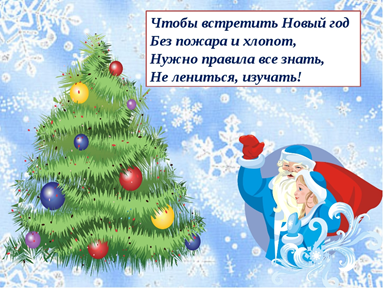 Чтобы встретить Новый год
Без пожара и хлопот,
Нужно правила все знать,
Не лениться, изучать!